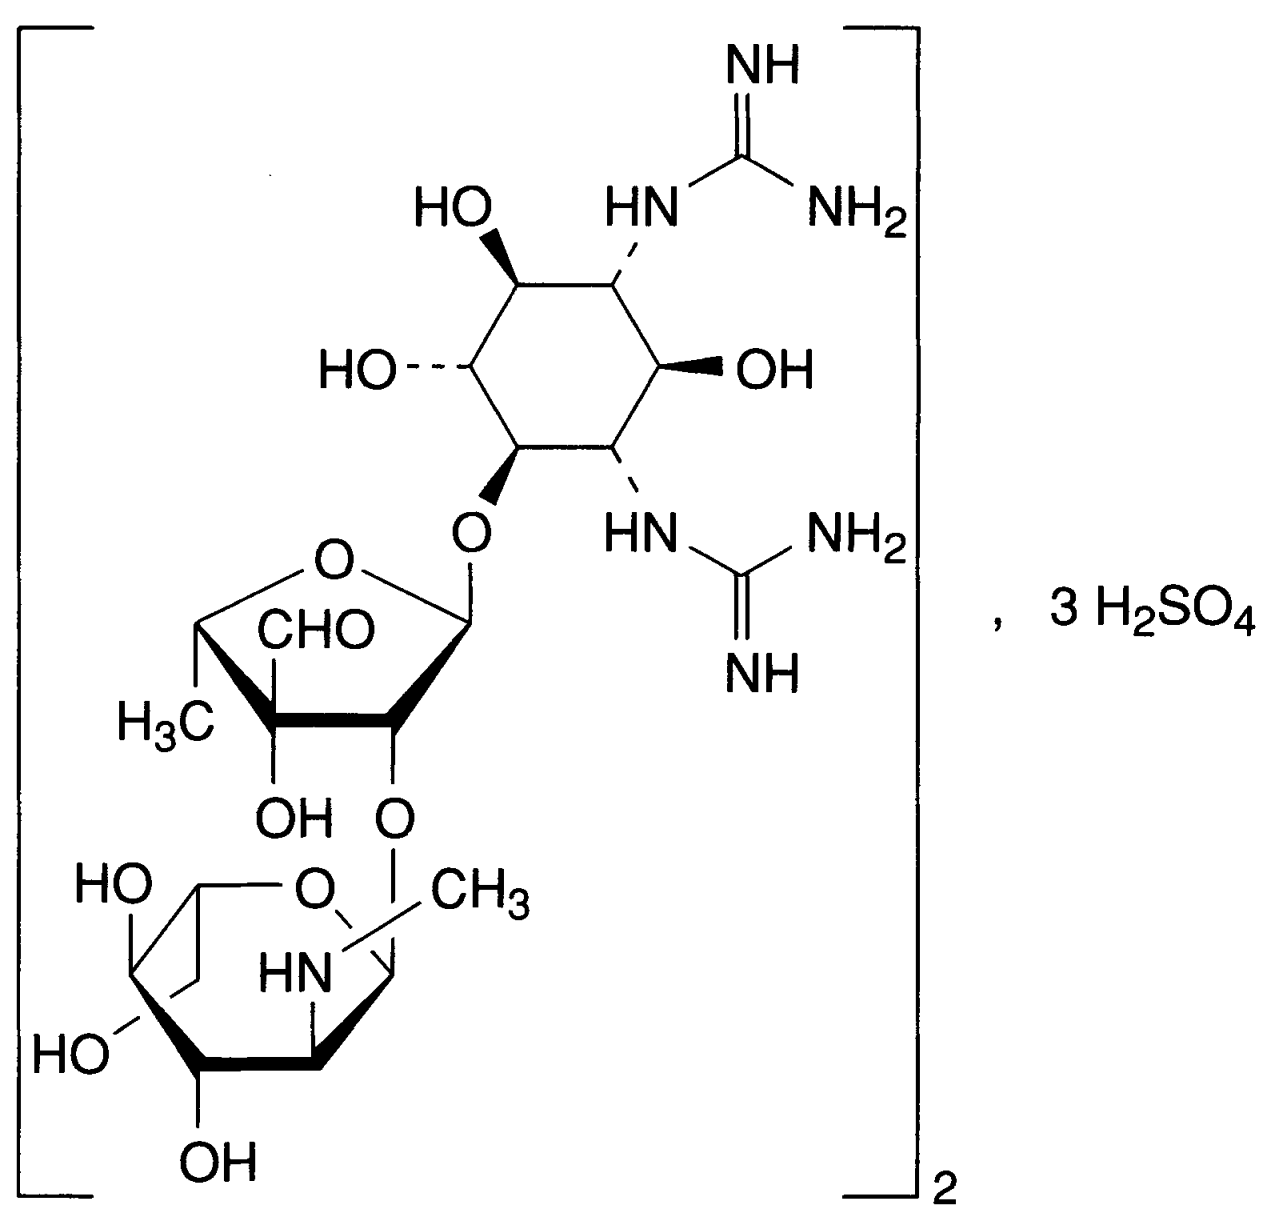 NH
HO HN NH2
HO OH
O HN NH2
O
CHO
NH
H3C
OH O
HO O CH3
HN
HO
OH
2
, 3 H2SO4